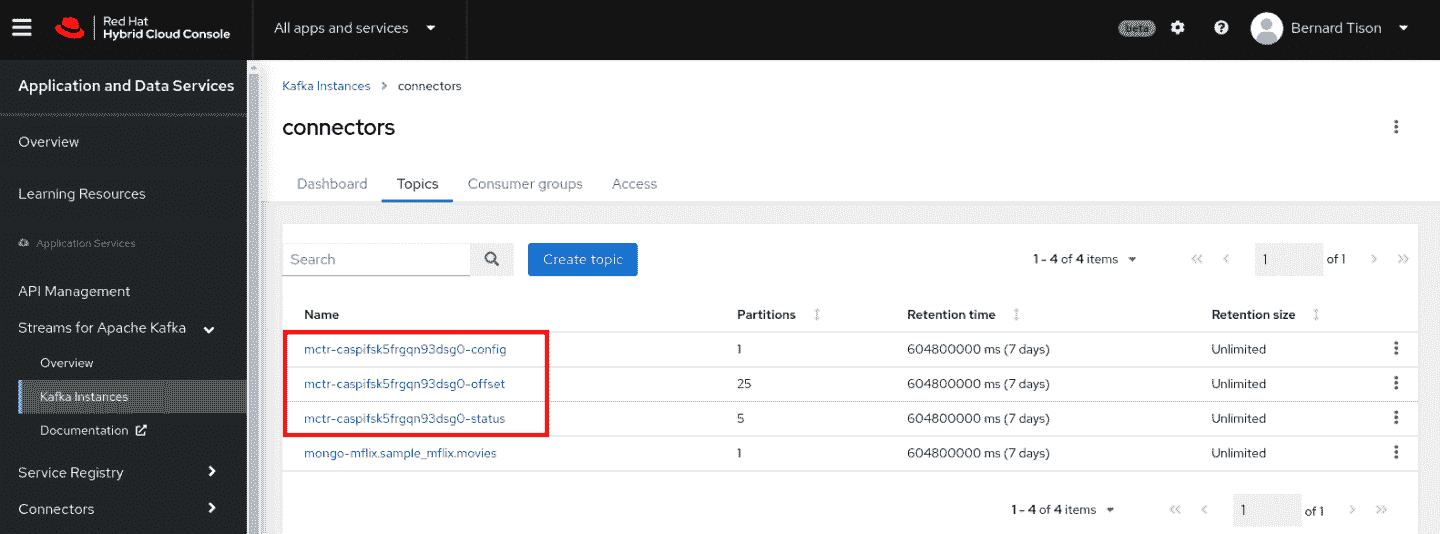 Red Hat
Hybrid Cloud Console
All apps and services
beta
Bernard Tison
Application and Data Services
Overview
Learning Resources
Application Services
API Management
Streams for Apache Kafka
Overview
Kafka Instances
Documentation
Service Registry
Connectors
Kafka Instances > connectors
connectors
Dashboard Topics Consumer groups Access
Search Create topic 1 - 4 of 4 items 1 of 1
Name Partitions Retention time Retention size
mctr-caspifsk5frgqn93dsg0-config 1 604800000 ms (7 days) Unlimited
mctr-caspifsk5frgqn93dsg0-offset 25 604800000 ms (7 days) Unlimited
mctr-caspifsk5frgqn93dsg0-status 5 604800000 ms (7 days) Unlimited
mongo-mflix.sample_mflix.movies 1 604800000 ms (7 days) Unlimited
1 - 4 of 4 items 1 of 1